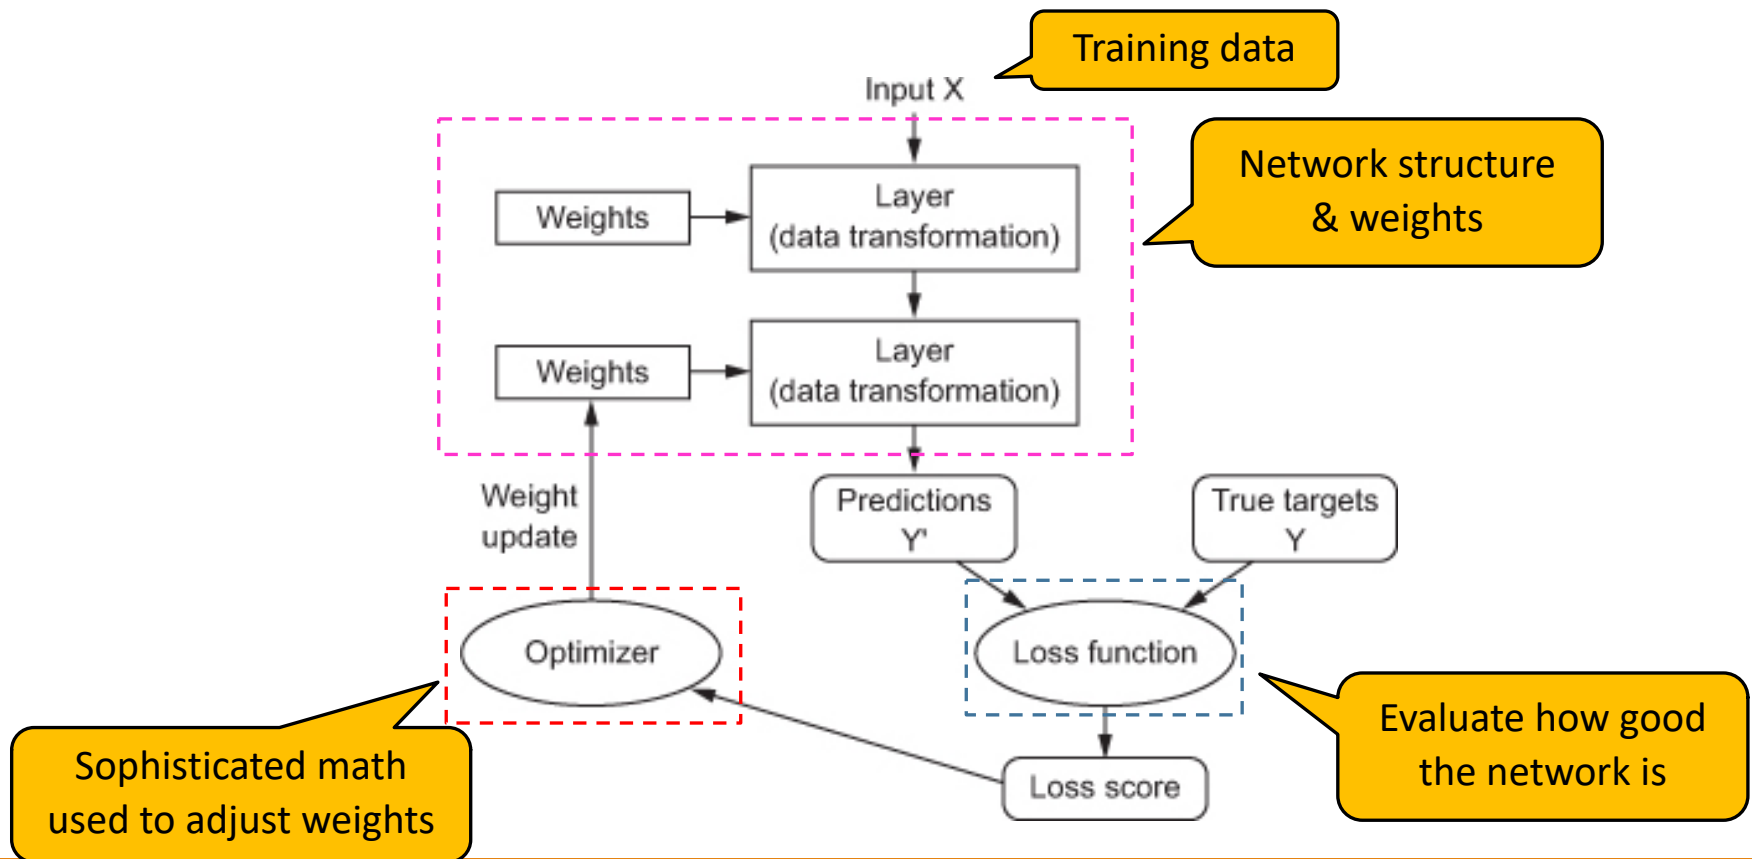 Training data
Input X
Network structure
& weights
Weights
Layer
(data transformation)
Weights
Layer
(data transformation)
Weight
update
Predictions
Y'
True targets
Y
Optimizer
Loss function
Sophisticated math
used to adjust weights
Loss score
Evaluate how good
the network is